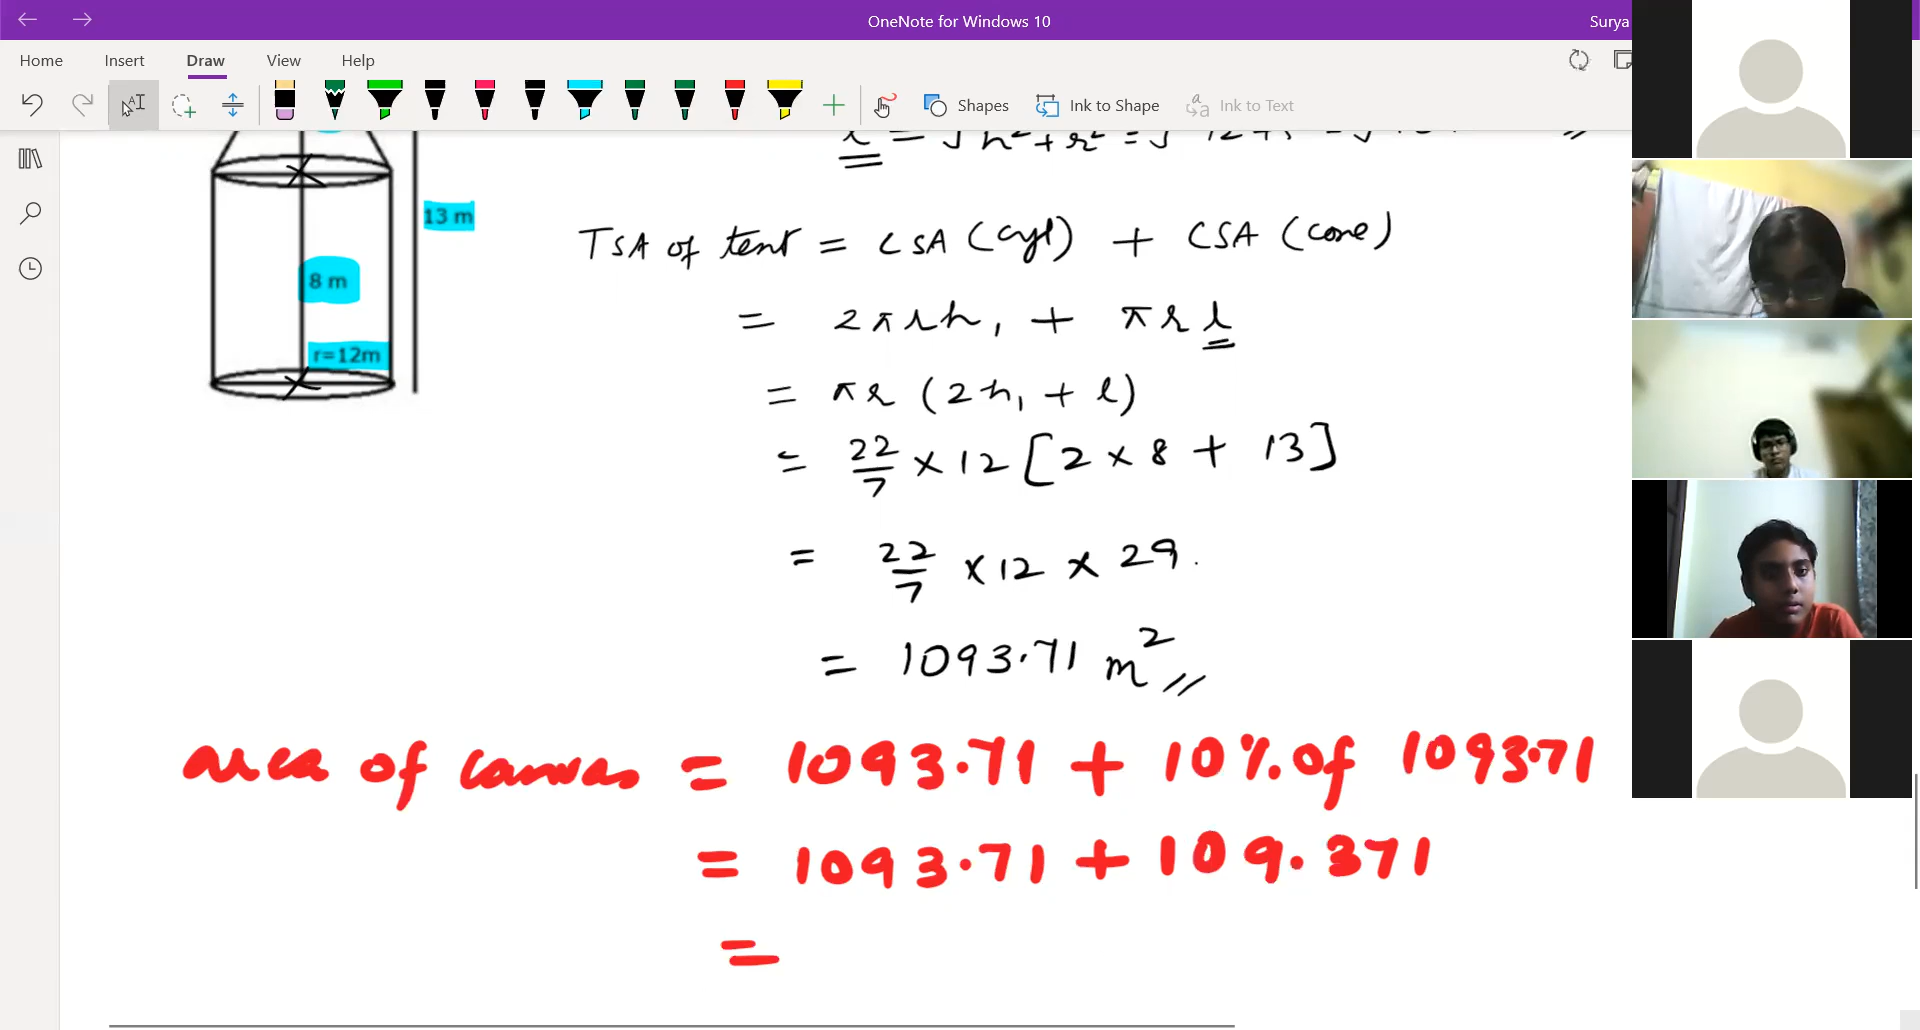 OneNote for Windows 10
Surya
Home Insert Draw View Help
Shapes Ink to Shape Ink to Text
13 m
TSA of tent = CSA (cyl) + CSA (cone)
8 m
= 2πrh₁ + πrl
r=12m
= πr (2h₁ + l)
= 22/7 × 12 [2 × 8 + 13]
= 22/7 × 12 × 29.
= 1093.71 m²
area of canvas = 1093.71 + 10% of 1093.71
= 1093.71 + 109.371
=